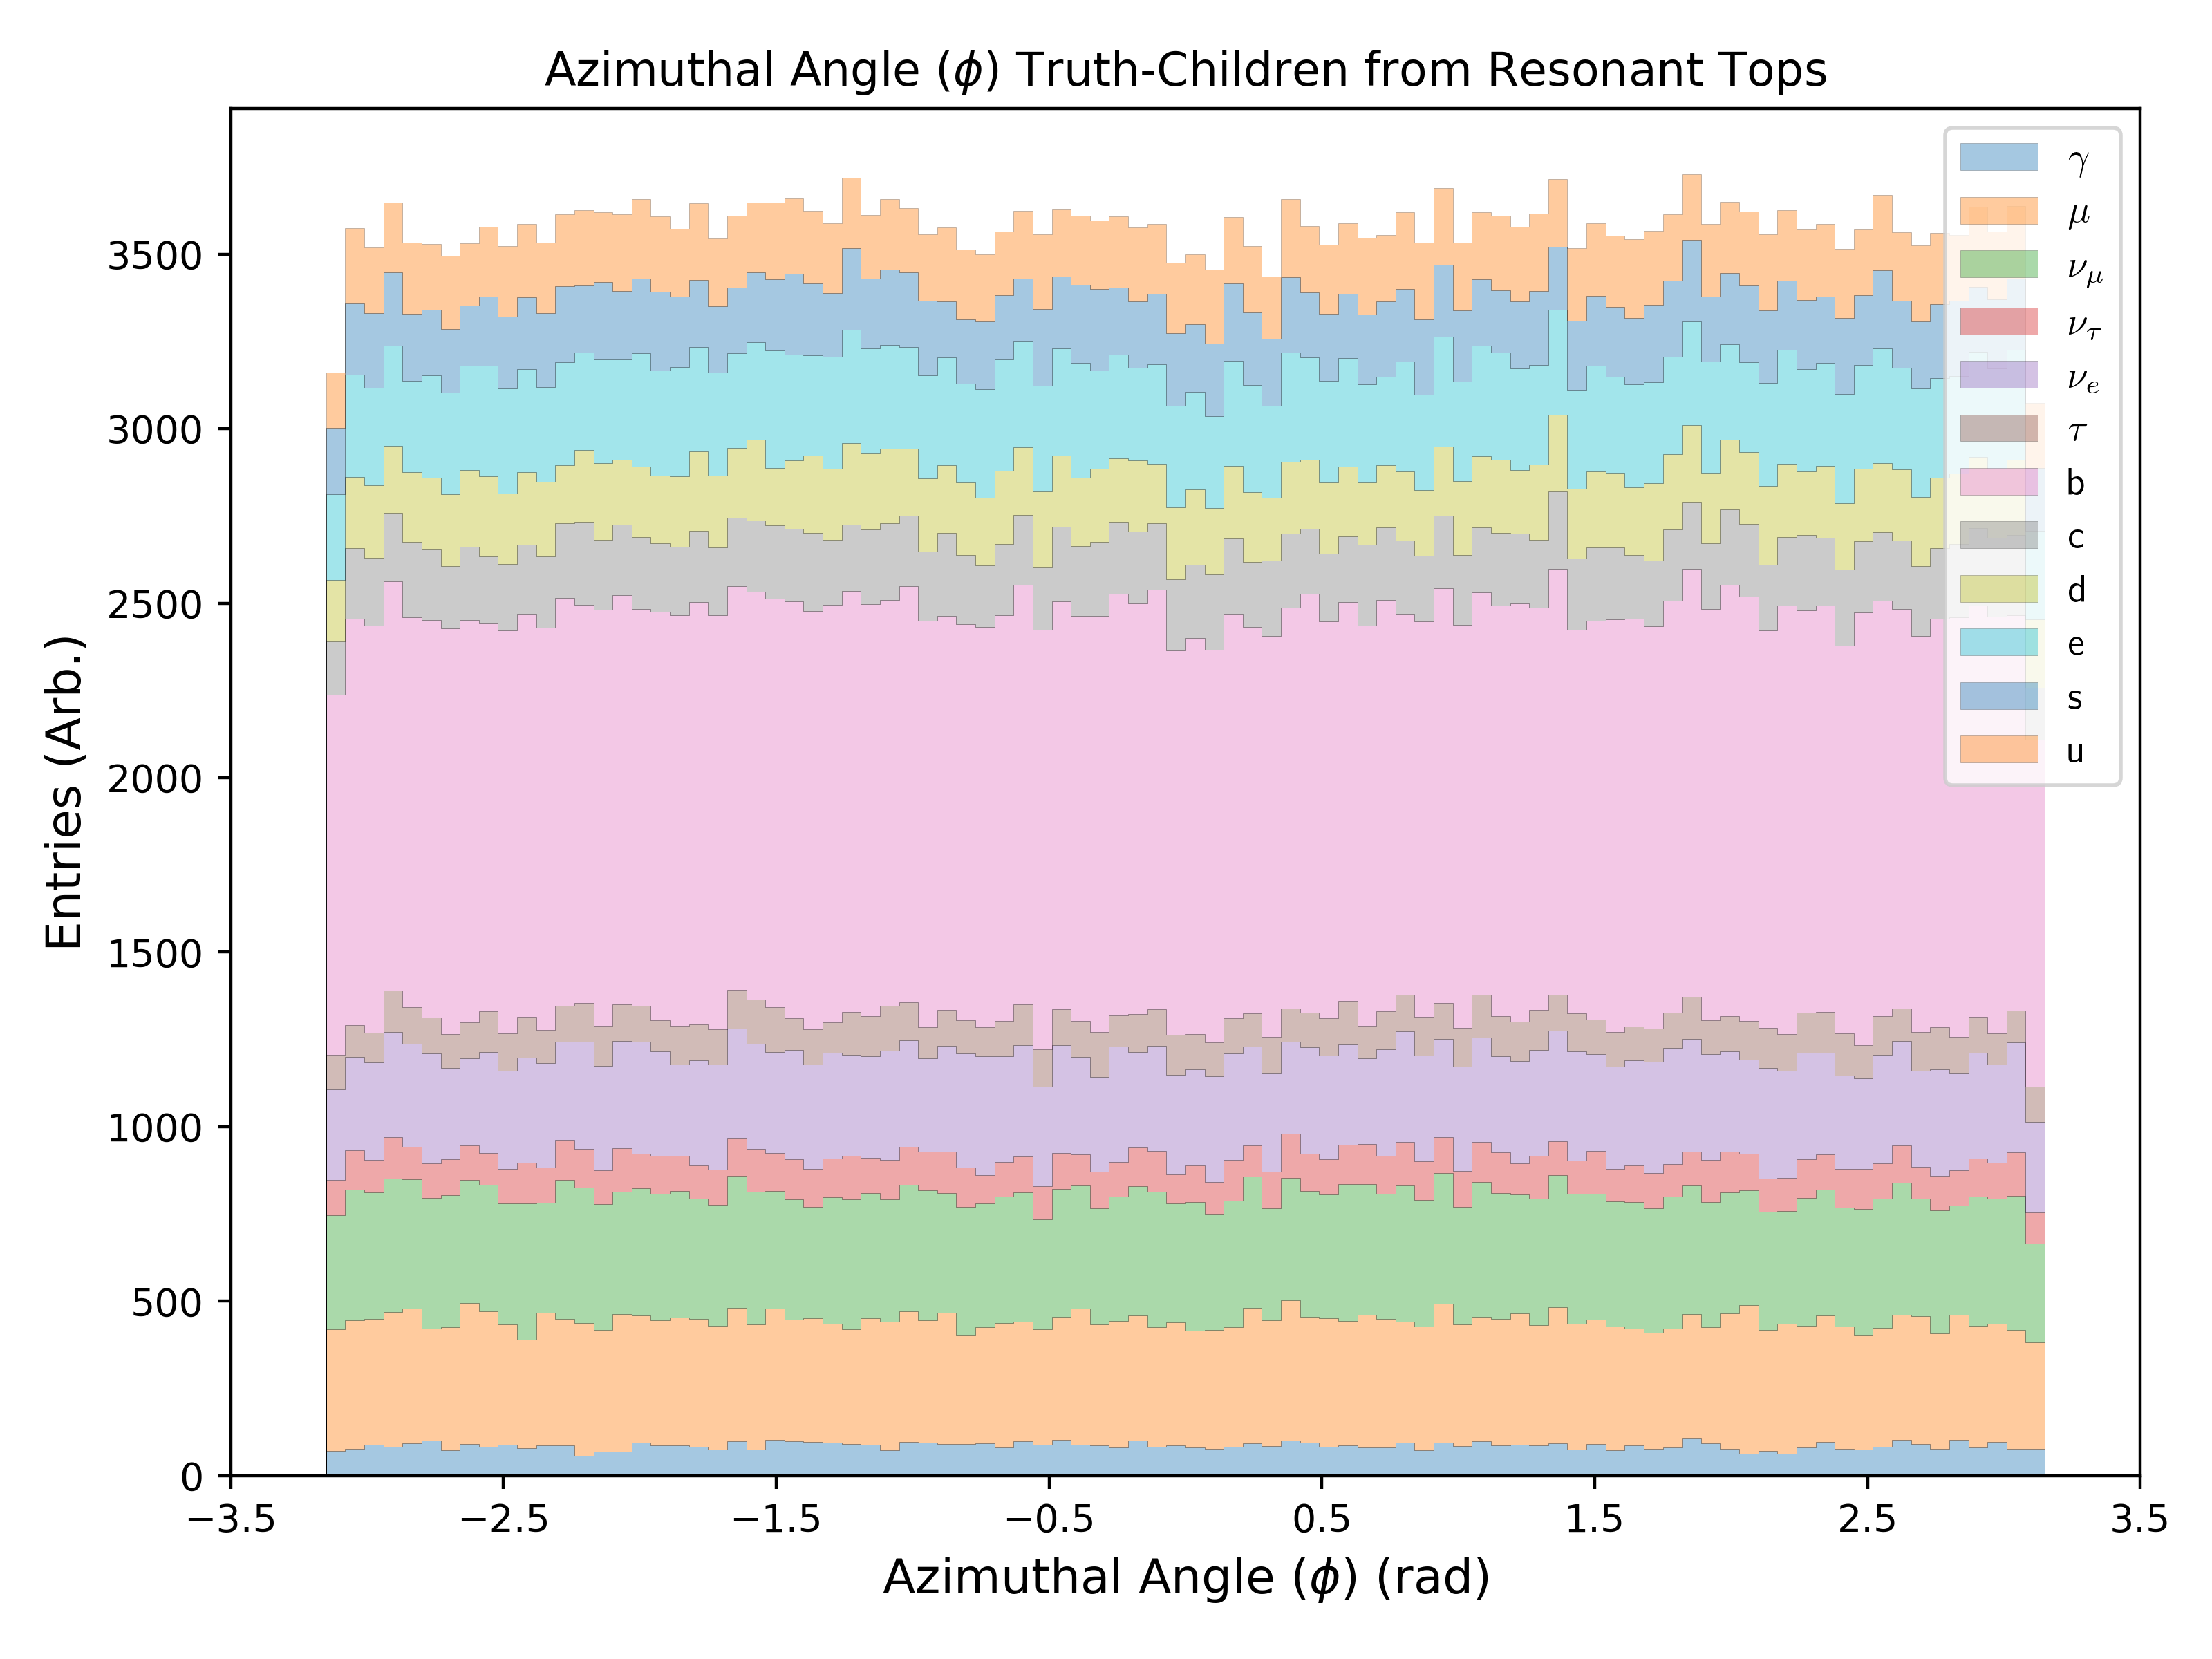 Azimuthal Angle (ϕ) Truth-Children from Resonant Tops
Entries (Arb.)
3500
3000
2500
2000
1500
1000
500
0
−3.5 −2.5 −1.5 −0.5 0.5 1.5 2.5 3.5
Azimuthal Angle (ϕ) (rad)
γ
μ
ν_μ
ν_τ
ν_e
τ
b
c
d
e
s
u